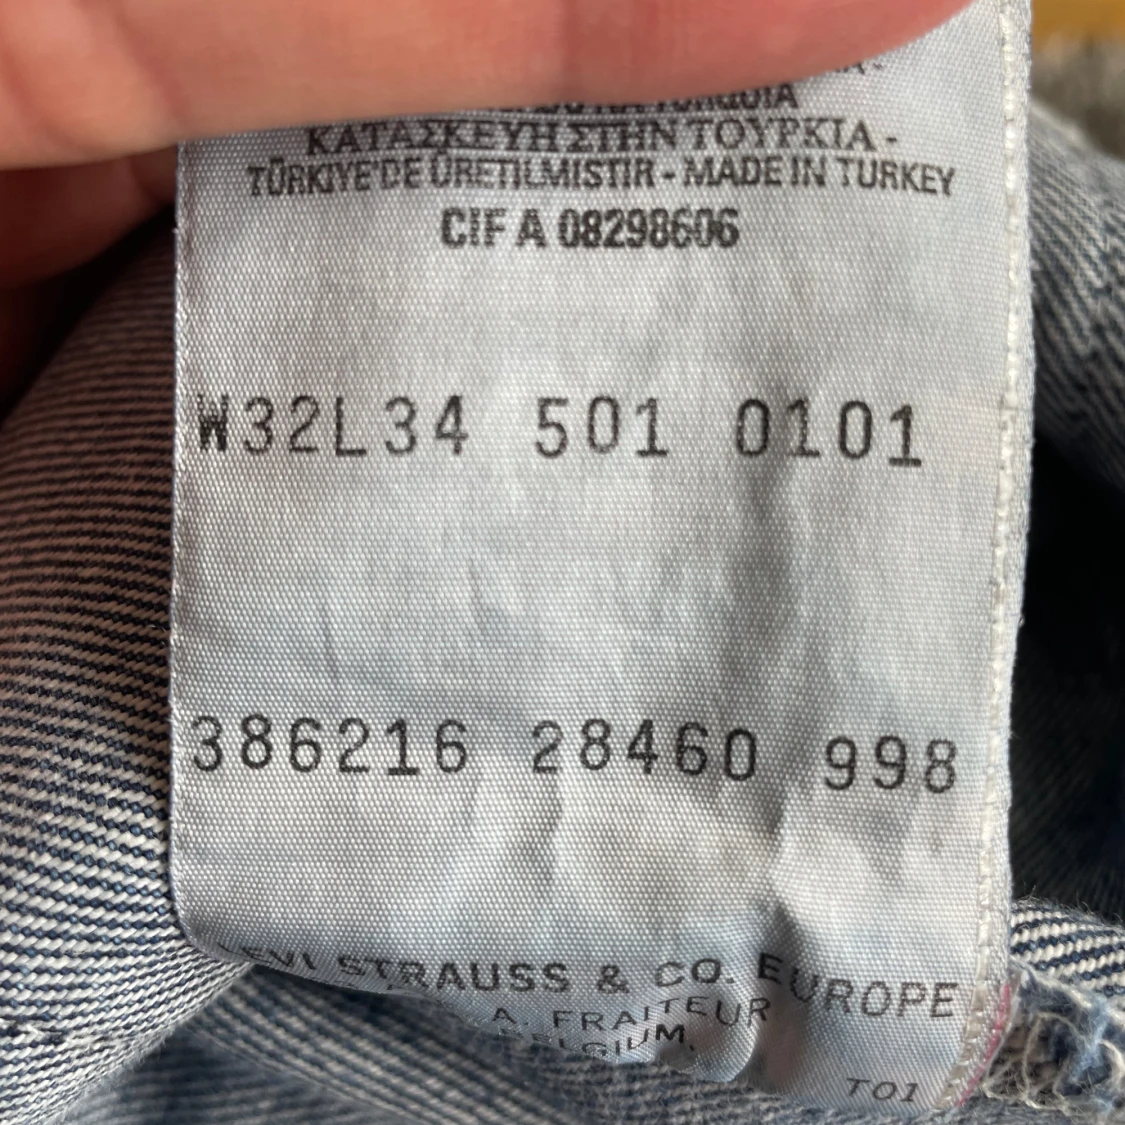 ΚΑΤΑΣΚΕΥΗ ΣΤΗΝ ΤΟΥΡΚΙΑ -
TÜRKIYE'DE ÜRETILMISTIR - MADE IN TURKEY
CIF A 08298606
W32L34 501 0101
386216 28460 998
STRAUSS & CO. EUROPE
A. FRAITEUR
T01